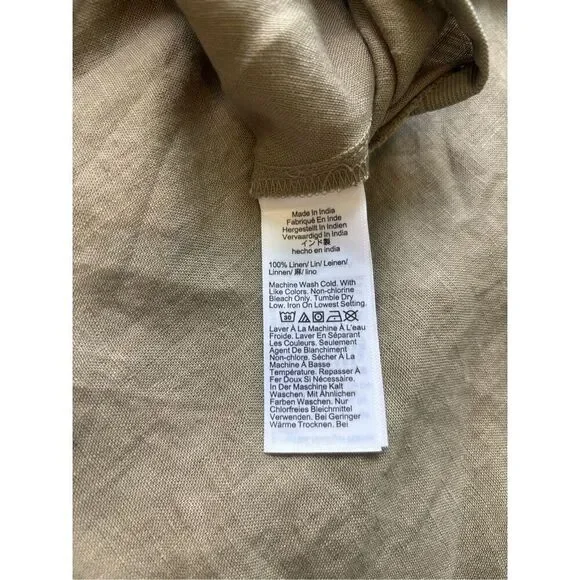 Made In India
Fabriqué En Inde
Hergestellt In Indien
Vervaardigd In India
インド製
hecho en india
100% Linen/ Lin/ Leinen/
Linnen/ 麻/ lino
Machine Wash Cold. With
Like Colors. Non-chlorine
Bleach Only. Tumble Dry
Low. Iron On Lowest Setting.
30
Laver À La Machine À L'eau
Froide. Laver En Séparant
Les Couleurs. Seulement
Agent De Blanchiment
Non-chlore. Sécher À La
Machine À Basse
Température. Repasser À
Fer Doux Si Nécessaire.
In Der Maschine Kalt
Waschen. Mit Ähnlichen
Farben Waschen. Nur
Chlorfreies Bleichmittel
Verwenden. Bei Geringer
Wärme Trocknen. Bei